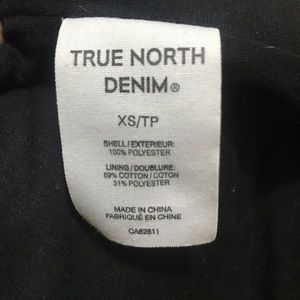 TRUE NORTH
DENIM®
XS/TP
SHELL / EXTERIEUR:
100% POLYESTER
LINING / DOUBLURE:
69% COTTON / COTON
31% POLYESTER
MADE IN CHINA
FABRIQUÉ EN CHINE
CA62811